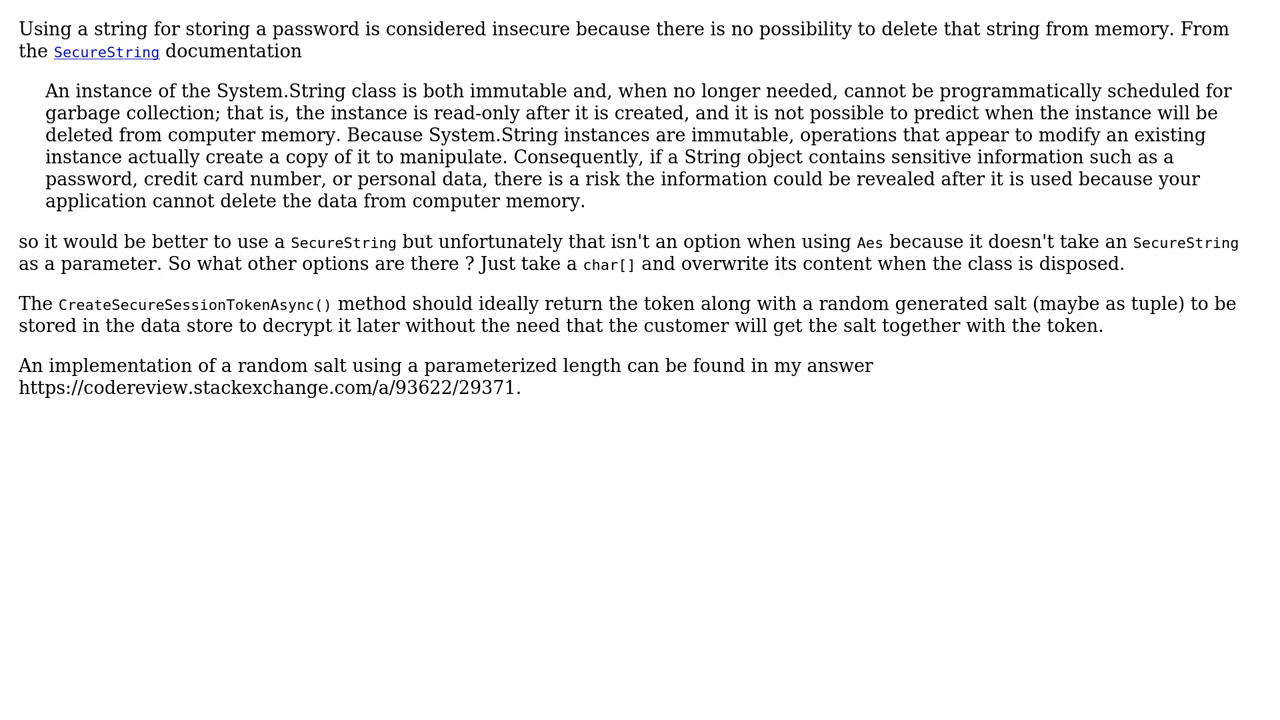 Using a string for storing a password is considered insecure because there is no possibility to delete that string from memory. From
the SecureString documentation
An instance of the System.String class is both immutable and, when no longer needed, cannot be programmatically scheduled for
garbage collection; that is, the instance is read-only after it is created, and it is not possible to predict when the instance will be
deleted from computer memory. Because System.String instances are immutable, operations that appear to modify an existing
instance actually create a copy of it to manipulate. Consequently, if a String object contains sensitive information such as a
password, credit card number, or personal data, there is a risk the information could be revealed after it is used because your
application cannot delete the data from computer memory.
so it would be better to use a SecureString but unfortunately that isn't an option when using Aes because it doesn't take an SecureString
as a parameter. So what other options are there ? Just take a char[] and overwrite its content when the class is disposed.
The CreateSecureSessionTokenAsync() method should ideally return the token along with a random generated salt (maybe as tuple) to be
stored in the data store to decrypt it later without the need that the customer will get the salt together with the token.
An implementation of a random salt using a parameterized length can be found in my answer
https://codereview.stackexchange.com/a/93622/29371.